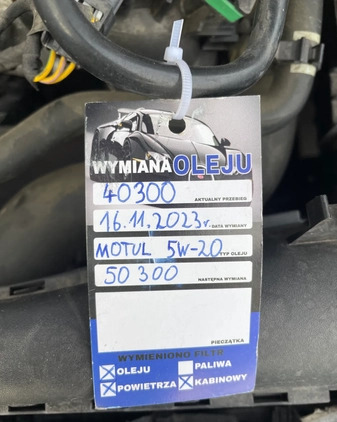 WYMIANA OLEJU
40300
AKTUALNY PRZEBIEG
16.11.2023r. DATA WYMIANY
MOTUL 5W-20 TYP OLEJU
50 300
NASTĘPNA WYMIANA
PIECZĄTKA
WYMIENIONO FILTR
OLEJU PALIWA
POWIETRZA KABINOWY